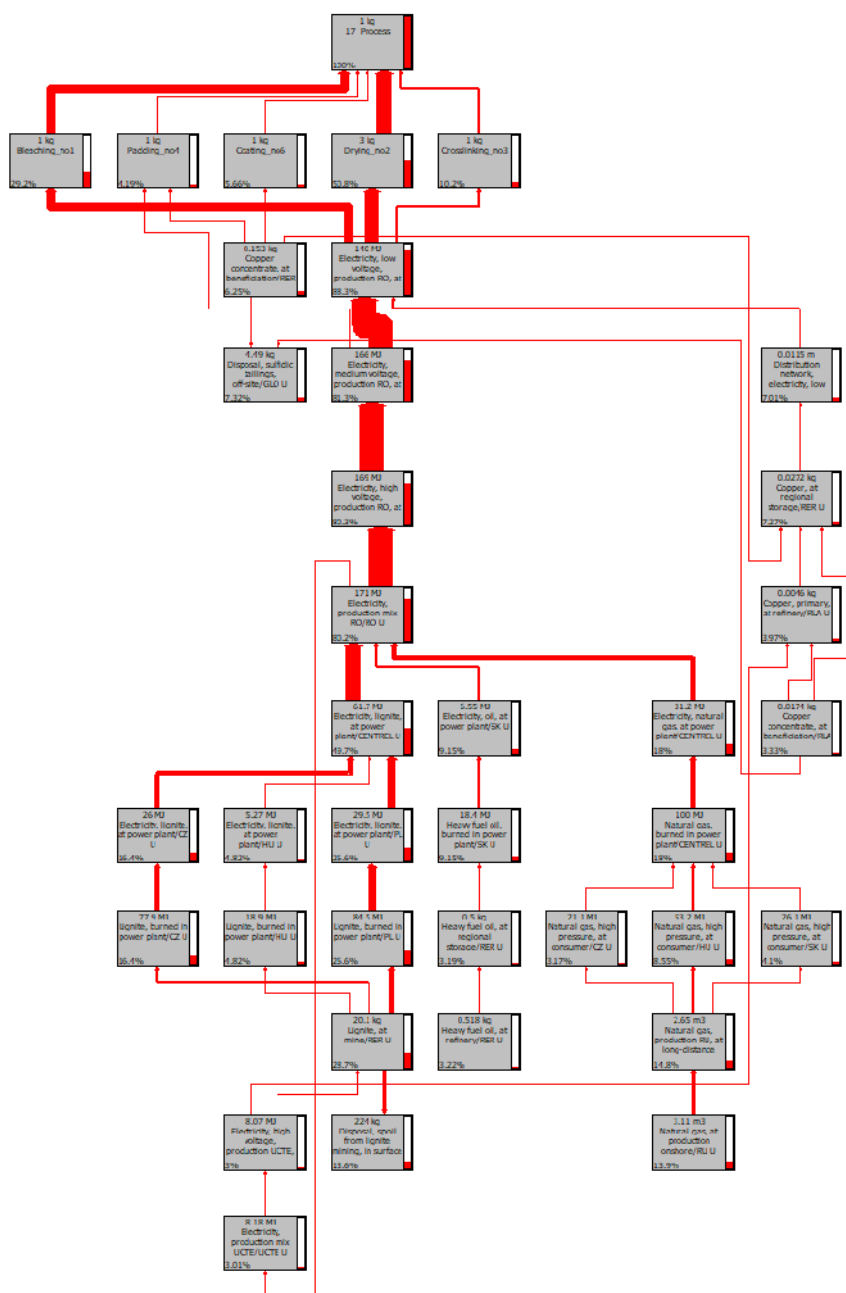 1 kg
17_Process
100%
1 kg
Bleaching_no1
29.2%
1 kg
Padding_no4
4.19%
1 kg
Coating_no6
5.66%
3 kg
Drying_no2
50.8%
1 kg
Crosslinking_no3
10.2%
0.153 kg
Copper
concentrate, at
beneficiation/RER
6.25%
140 MJ
Electricity, low
voltage,
production RO, at
88.3%
4.49 kg
Disposal, sulfidic
tailings,
off-site/GLO U
7.32%
166 MJ
Electricity,
medium voltage,
production RO, at
81.3%
0.0115 m
Distribution
network,
electricity, low
7.01%
169 MJ
Electricity, high
voltage,
production RO, at
80.3%
0.0272 kg
Copper, at
regional
storage/RER U
7.27%
171 MJ
Electricity,
production mix
RO/RO U
80.2%
0.0046 kg
Copper, primary,
at refinery/RLA U
3.97%
61.7 MJ
Electricity, lignite,
at power
plant/CENTREL U
49.7%
5.55 MJ
Electricity, oil, at
power plant/SK U
9.15%
31.2 MJ
Electricity, natural
gas, at power
plant/CENTREL U
18%
0.0174 kg
Copper
concentrate, at
beneficiation/RLA
3.33%
26 MJ
Electricity, lignite,
at power plant/CZ
U
16.4%
5.27 MJ
Electricity, lignite,
at power
plant/HU U
4.82%
29.5 MJ
Electricity, lignite,
at power plant/PL
U
25.6%
18.4 MJ
Heavy fuel oil,
burned in power
plant/SK U
9.15%
100 MJ
Natural gas,
burned in power
plant/CENTREL U
18%
77.9 MJ
Lignite, burned in
power plant/CZ U
16.4%
18.9 MJ
Lignite, burned in
power plant/HU U
4.82%
84.5 MJ
Lignite, burned in
power plant/PL U
25.6%
0.5 kg
Heavy fuel oil, at
regional
storage/RER U
3.19%
21.1 MJ
Natural gas, high
pressure, at
consumer/CZ U
3.17%
53.2 MJ
Natural gas, high
pressure, at
consumer/HU U
8.55%
26.1 MJ
Natural gas, high
pressure, at
consumer/SK U
4.1%
20.1 kg
Lignite, at
mine/RER U
28.7%
0.518 kg
Heavy fuel oil, at
refinery/RER U
3.22%
2.65 m3
Natural gas,
production RU, at
long-distance
14.8%
8.07 MJ
Electricity, high
voltage,
production UCTE,
3%
224 kg
Disposal, spoil
from lignite
mining, in surface
13.6%
3.11 m3
Natural gas, at
production
onshore/RU U
13.9%
8.18 MJ
Electricity,
production mix
UCTE/UCTE U
3.01%